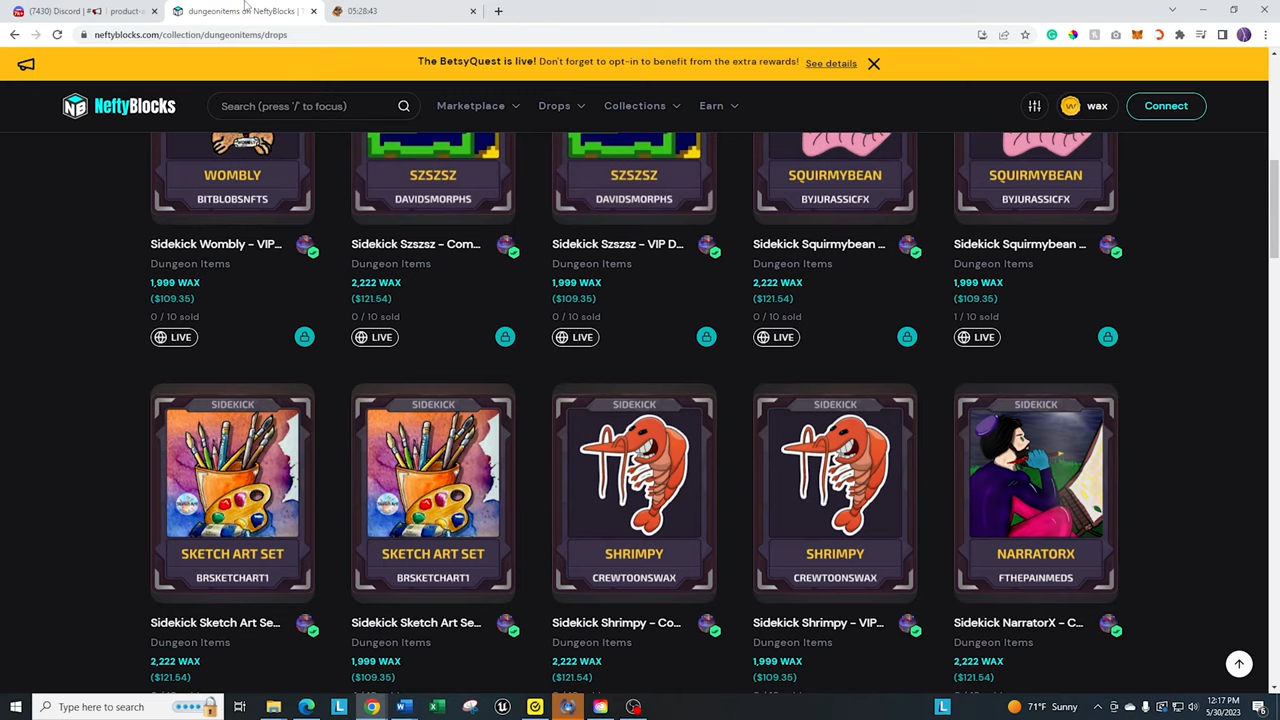 (7430) Discord | #
product-a
dungeonitems on NeftyBlocks | T
05:28:43
neftyblocks.com/collection/dungeonitems/drops
The BetsyQuest is live! Don't forget to opt-in to benefit from the extra rewards! See details
NB NeftyBlocks
Search (press '/' to focus)
Marketplace
Drops
Collections
Earn
wax
Connect
WOMBLY
SZSZSZ
SZSZSZ
SQUIRMYBEAN
SQUIRMYBEAN
BITBLOBSNFTS
DAVIDSMORPHS
DAVIDSMORPHS
BYJURASSICFX
BYJURASSICFX
Sidekick Wombly - VIP...
Sidekick Szszsz - Com...
Sidekick Szszsz - VIP D...
Sidekick Squirmybean ...
Sidekick Squirmybean ...
Dungeon Items
Dungeon Items
Dungeon Items
Dungeon Items
Dungeon Items
1,999 WAX
2,222 WAX
1,999 WAX
2,222 WAX
1,999 WAX
($109.35)
($121.54)
($109.35)
($121.54)
($109.35)
0 / 10 sold
0 / 10 sold
0 / 10 sold
0 / 10 sold
1 / 10 sold
LIVE
LIVE
LIVE
LIVE
LIVE
SIDEKICK
SIDEKICK
SIDEKICK
SIDEKICK
SIDEKICK
SKETCH ART SET
SKETCH ART SET
SHRIMPY
SHRIMPY
NARRATORX
BRSKETCHART1
BRSKETCHART1
CREWTOONSWAX
CREWTOONSWAX
FTHEPAINMEDS
Sidekick Sketch Art Se...
Sidekick Sketch Art Se...
Sidekick Shrimpy - Co...
Sidekick Shrimpy - VIP...
Sidekick NarratorX - C...
Dungeon Items
Dungeon Items
Dungeon Items
Dungeon Items
Dungeon Items
2,222 WAX
1,999 WAX
2,222 WAX
1,999 WAX
2,222 WAX
($121.54)
($109.35)
($121.54)
($109.35)
($121.54)
Type here to search
71°F Sunny
12:17 PM
5/30/2023